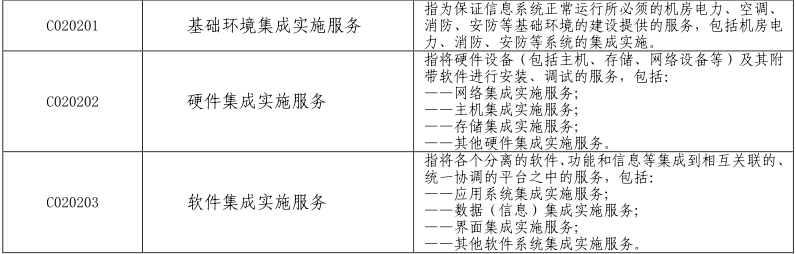 C020201
基础环境集成实施服务
指为保证信息系统正常运行所必须的机房电力、空调、
消防、安防等基础环境的建设提供的服务，包括机房电
力、消防、安防等系统的集成实施。
C020202
硬件集成实施服务
指将硬件设备（包括主机、存储、网络设备等）及其附
带软件进行安装、调试的服务，包括：
——网络集成实施服务；
——主机集成实施服务；
——存储集成实施服务；
——其他硬件集成实施服务。
C020203
软件集成实施服务
指将各个分离的软件、功能和信息等集成到相互关联的、
统一协调的平台之中的服务，包括：
——应用系统集成实施服务；
——数据（信息）集成实施服务；
——界面集成实施服务；
——其他软件系统集成实施服务。